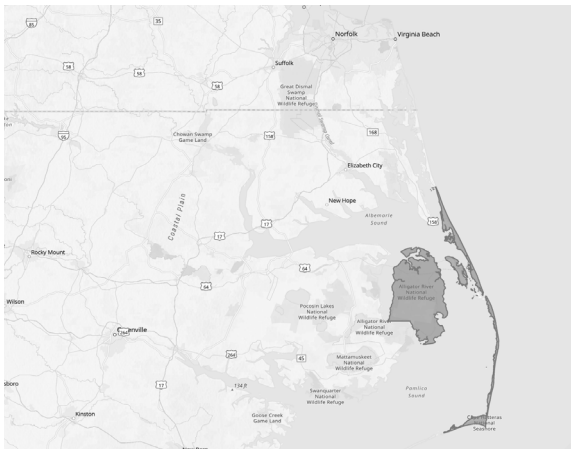 35
85
Norfolk
Virginia Beach
58
58
Suffolk
58
Great Dismal
Swamp
National
Wildlife Refuge
95
Chowan Swamp
Game Land
158
168
Elizabeth City
Coastal Plain
New Hope
Albemarle
Sound
17
17
158
Rocky Mount
64
64
Alligator River
National
Wildlife Refuge
Wilson
Pocosin Lakes
National
Wildlife Refuge
Alligator River
National
Wildlife Refuge
Greenville
264
45
Mattamuskeet
National
Wildlife Refuge
17
134 ft
Swanquarter
National
Wildlife Refuge
Pamlico
Sound
sboro
Kinston
Goose Creek
Game Land
Cape Hatteras
National
Seashore